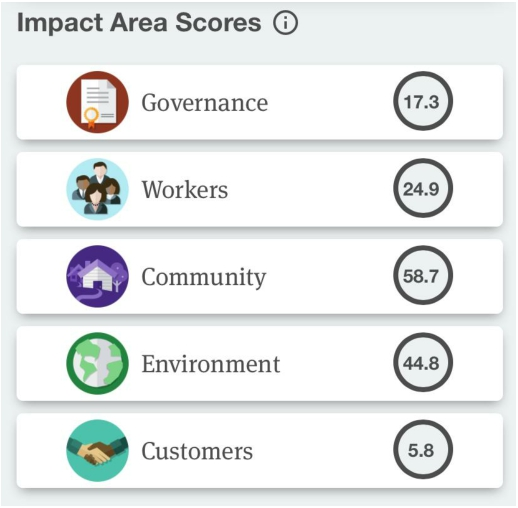 Impact Area Scores
Governance 17.3
Workers 24.9
Community 58.7
Environment 44.8
Customers 5.8